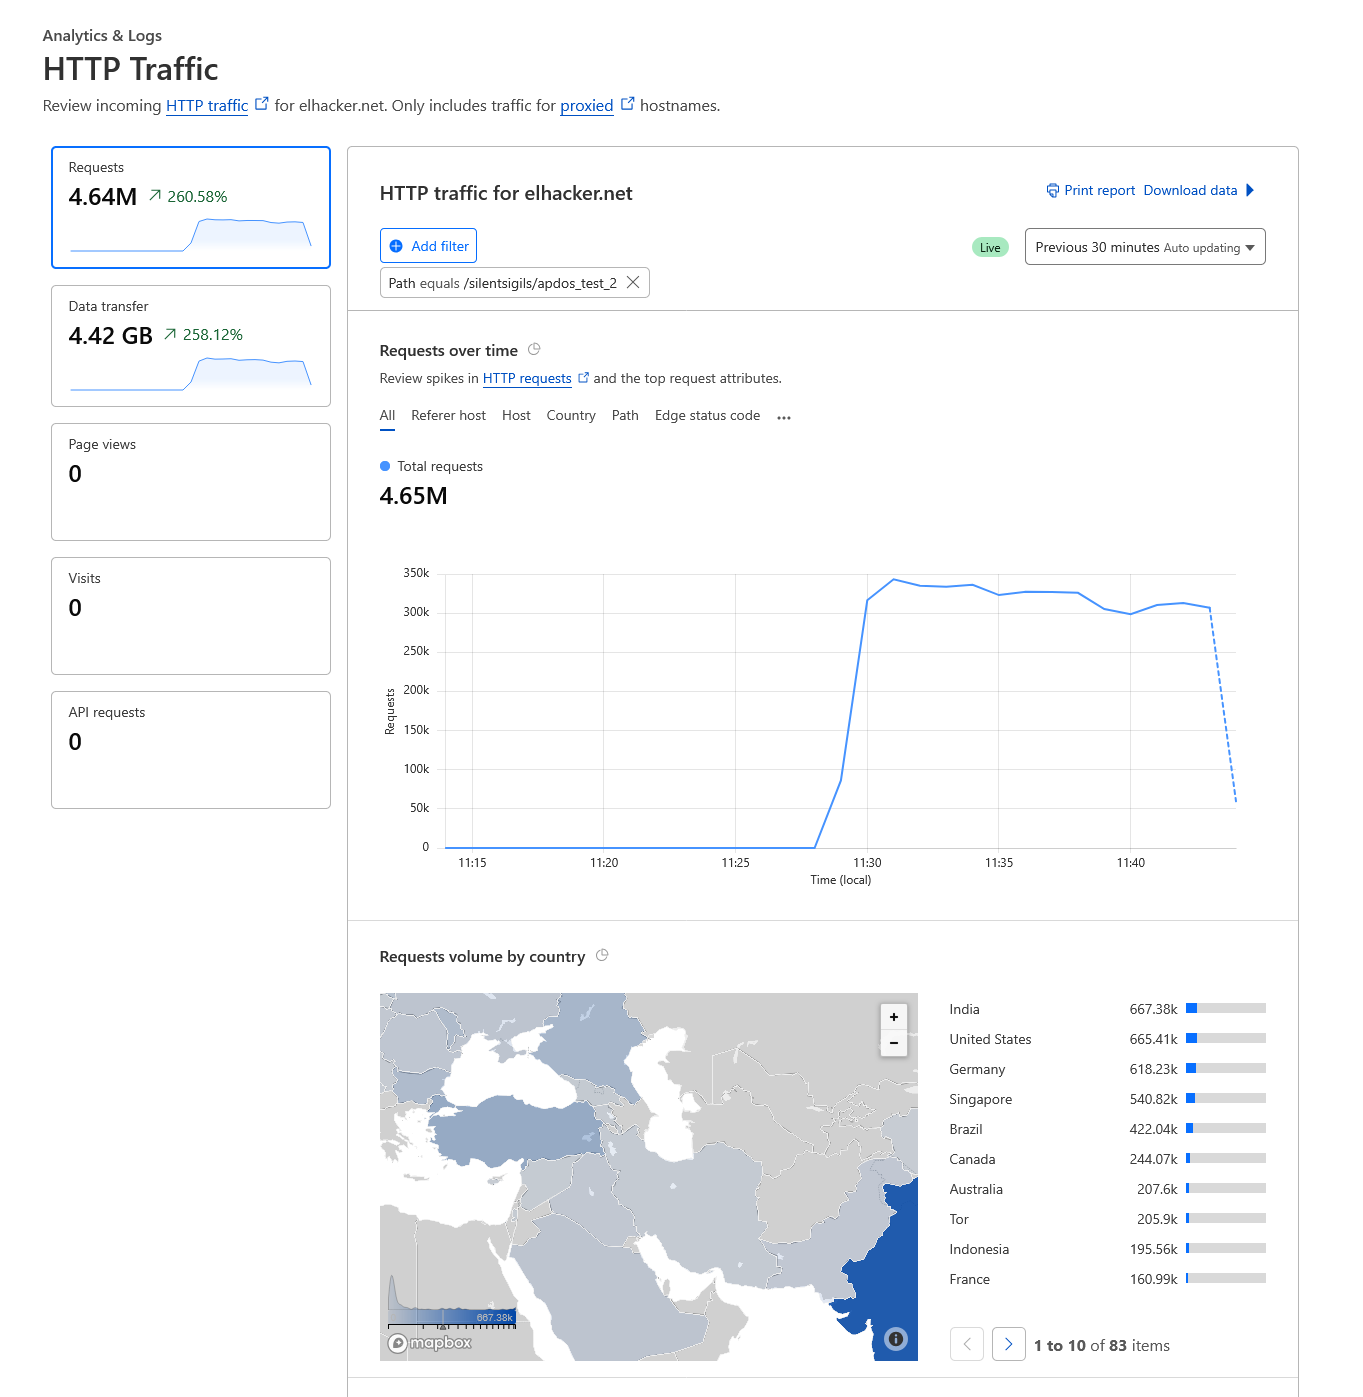 Analytics & Logs
HTTP Traffic
Review incoming HTTP traffic for elhacker.net. Only includes traffic for proxied hostnames.
Requests
4.64M 260.58%
Data transfer
4.42 GB 258.12%
Page views
0
Visits
0
API requests
0
HTTP traffic for elhacker.net
Print report Download data
Add filter
Live
Previous 30 minutes Auto updating
Path equals /silentsigils/apdos_test_2
Requests over time
Review spikes in HTTP requests and the top request attributes.
All Referer host Host Country Path Edge status code ...
Total requests
4.65M
350k
300k
250k
200k
150k
100k
50k
0
Requests
11:15 11:20 11:25 11:30 11:35 11:40
Time (local)
Requests volume by country
+
−
667.38k
mapbox
India 667.38k
United States 665.41k
Germany 618.23k
Singapore 540.82k
Brazil 422.04k
Canada 244.07k
Australia 207.6k
Tor 205.9k
Indonesia 195.56k
France 160.99k
1 to 10 of 83 items